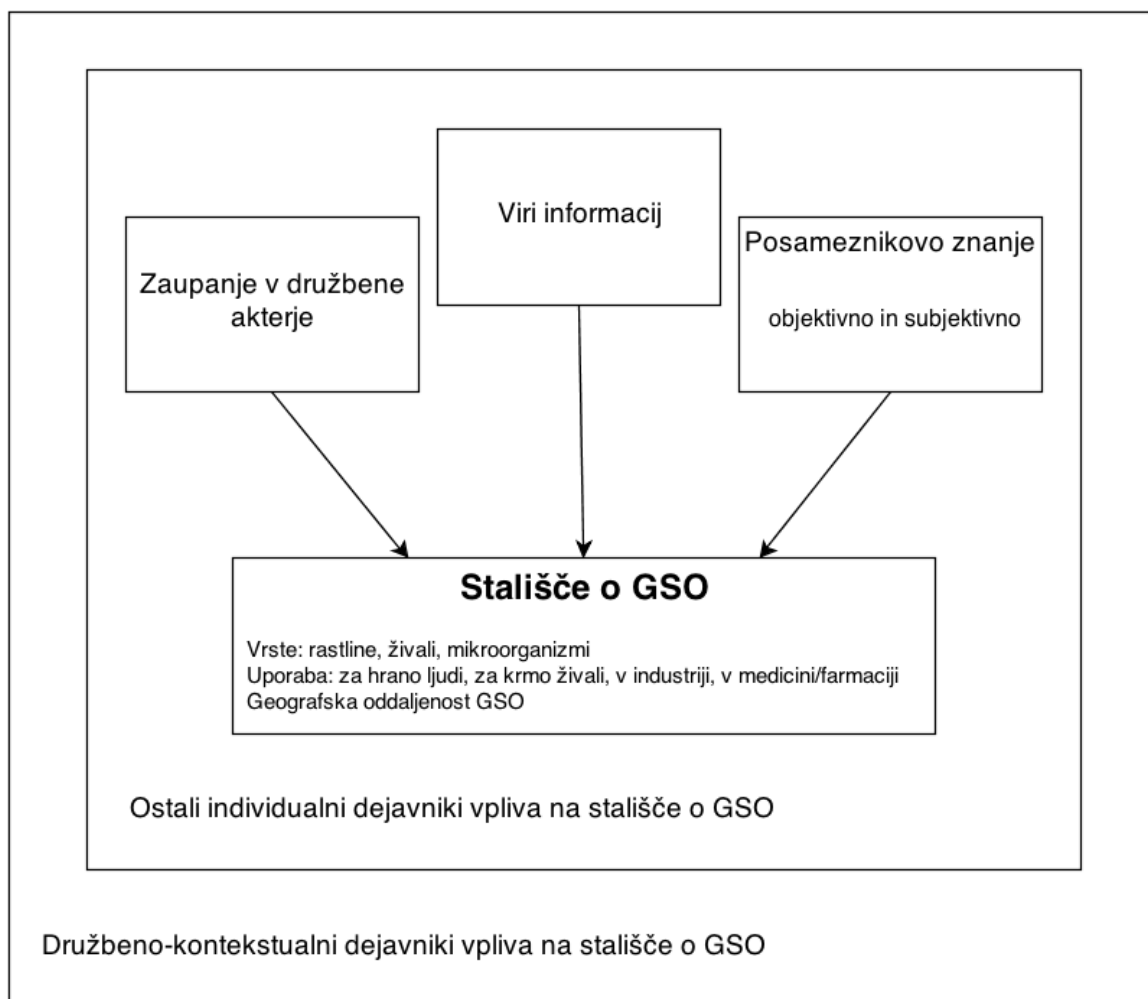 Viri informacij
Zaupanje v družbene
akterje
Posameznikovo znanje
objektivno in subjektivno
Stališče o GSO
Vrste: rastline, živali, mikroorganizmi
Uporaba: za hrano ljudi, za krmo živali, v industriji, v medicini/farmaciji
Geografska oddaljenost GSO
Ostali individualni dejavniki vpliva na stališče o GSO
Družbeno-kontekstualni dejavniki vpliva na stališče o GSO